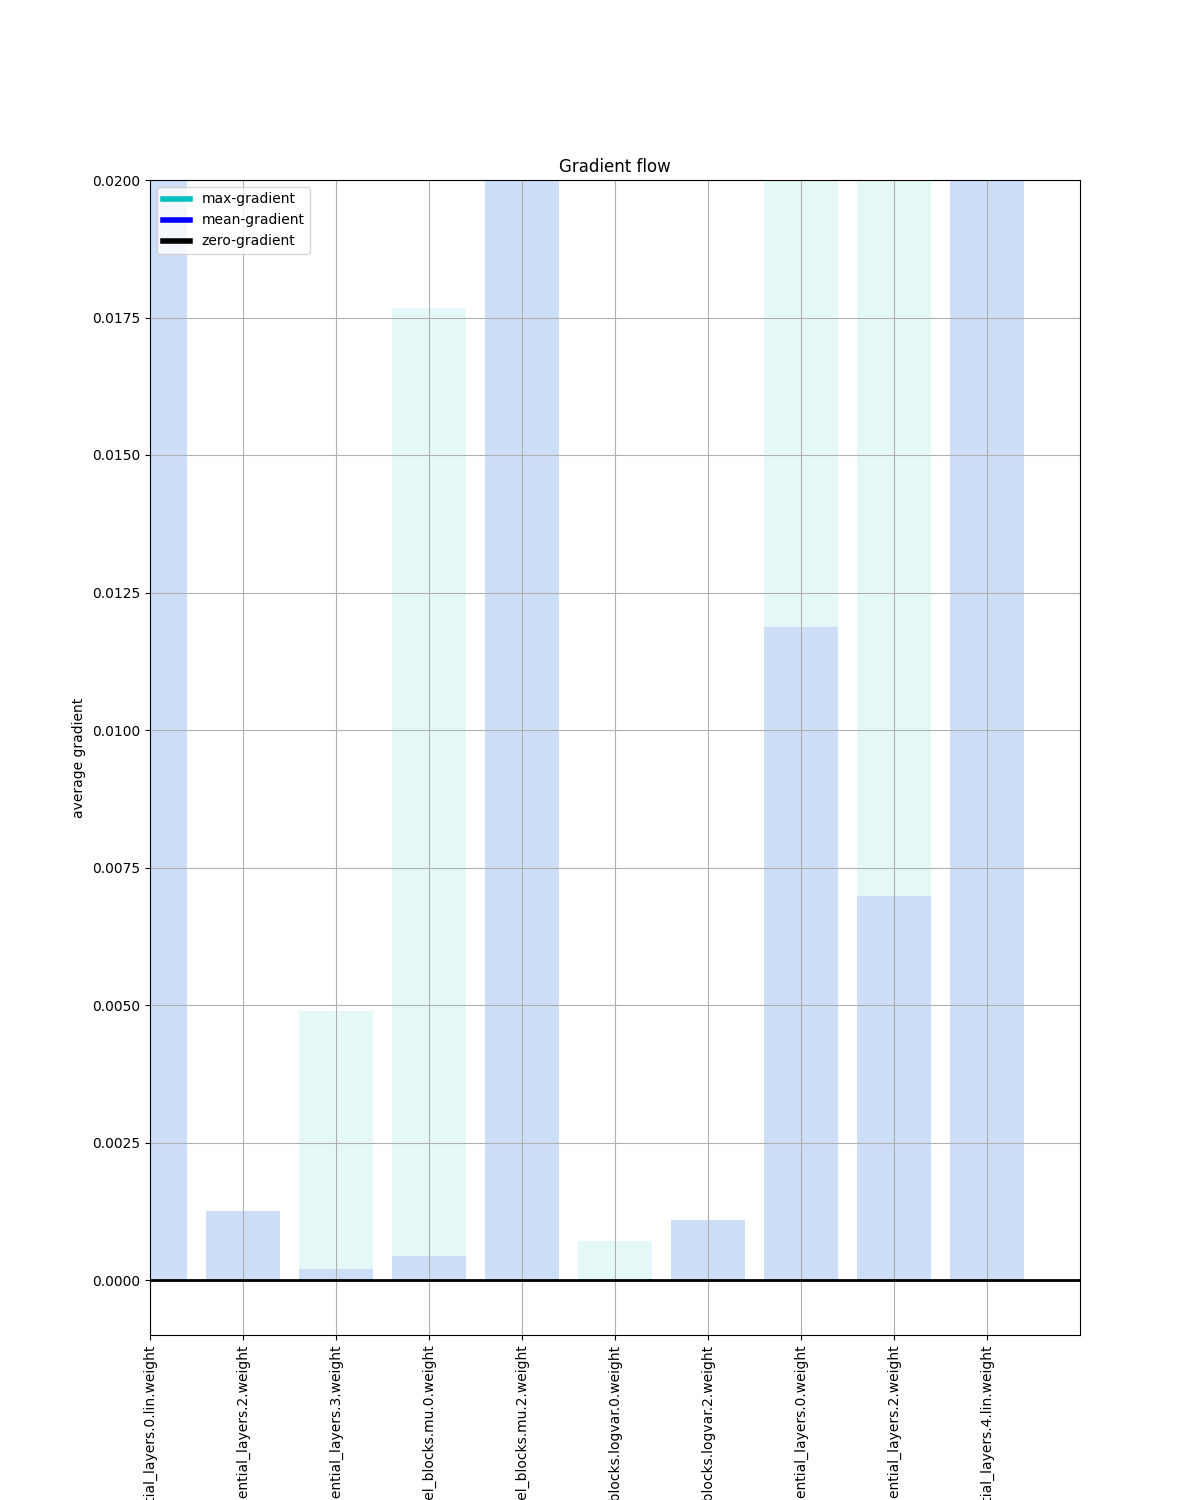 Gradient flow
max-gradient
mean-gradient
zero-gradient
0.0200
0.0175
0.0150
0.0125
0.0100
0.0075
0.0050
0.0025
0.0000
average gradient
tial_layers.0.lin.weight
ential_layers.2.weight
ential_layers.3.weight
el_blocks.mu.0.weight
el_blocks.mu.2.weight
blocks.logvar.0.weight
blocks.logvar.2.weight
ential_layers.0.weight
ential_layers.2.weight
tial_layers.4.lin.weight